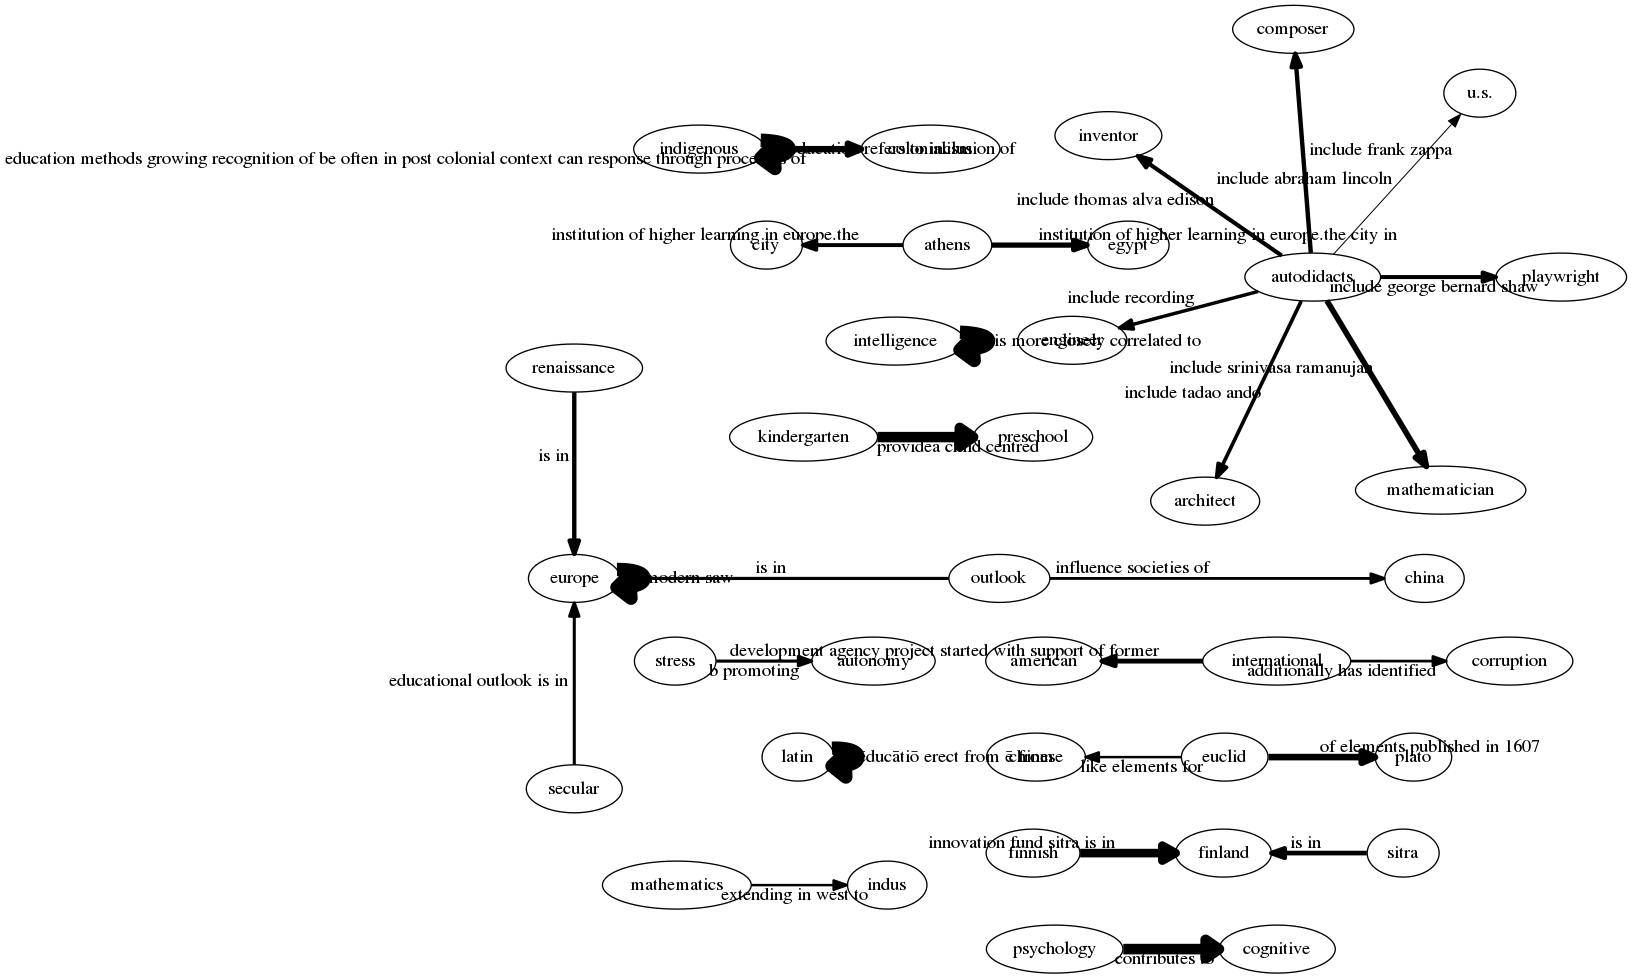 composer
u.s.
inventor
indigenous
colonialism
education methods growing recognition of be often in post colonial context can response through process of
education refers to inclusion of
include frank zappa
include abraham lincoln
include thomas alva edison
institution of higher learning in europe.the
city
athens
egypt
institution of higher learning in europe.the city in
autodidacts
playwright
include george bernard shaw
include recording
intelligence
is more closely correlated to
engineer
renaissance
include srinivasa ramanujan
include tadao ando
kindergarten
preschool
is in
architect
mathematician
europe
modern saw
is in
outlook
influence societies of
china
stress
autonomy
b promoting
development agency project started with support of former
american
international
corruption
additionally has identified
educational outlook is in
latin
ēducātiō erect from ē from
chinese
euclid
plato
like elements for
of elements published in 1607
secular
innovation fund sitra is in
finnish
finland
is in
sitra
mathematics
indus
extending in west to
psychology
cognitive
contributes to